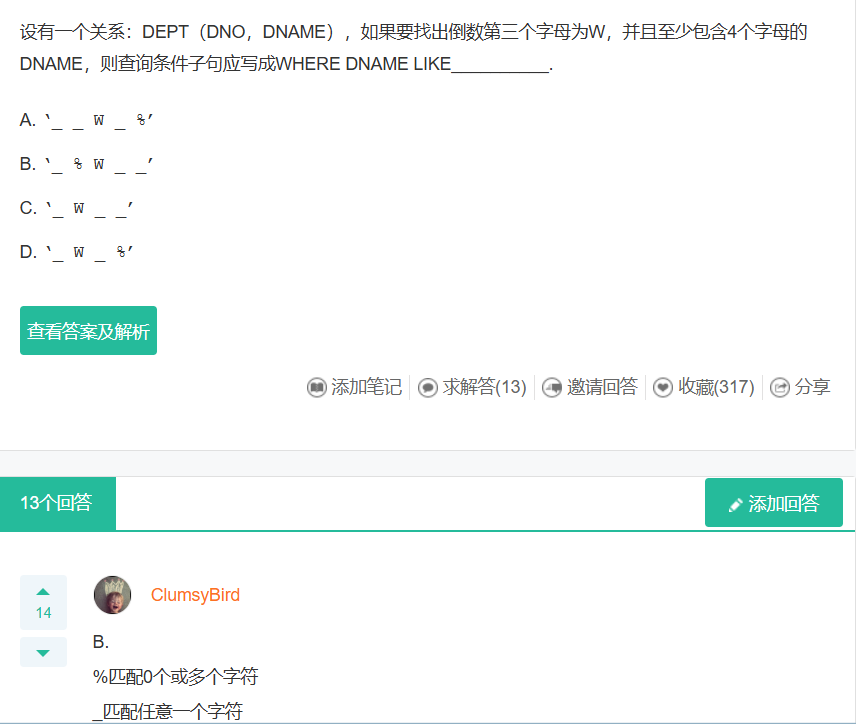 设有一个关系：DEPT（DNO，DNAME），如果要找出倒数第三个字母为W，并且至少包含4个字母的
DNAME，则查询条件子句应写成WHERE DNAME LIKE__________.
A. ‘_ _ W _ %’
B. ‘_ % W _ _’
C. ‘_ W _ _’
D. ‘_ W _ %’
查看答案及解析
添加笔记 求解答(13) 邀请回答 收藏(317) 分享
13个回答 添加回答
14 ClumsyBird
B.
%匹配0个或多个字符
_匹配任意一个字符